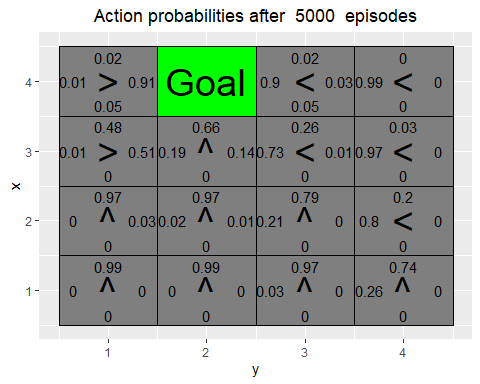 Action probabilities after  5000  episodes
0.02 0.02 0
4 0.01 > 0.91 Goal 0.9 < 0.03 0.99 < 0
0.05 0.05 0
0.48 0.66 0.26 0.03
3 0.01 > 0.51 0.19 ^ 0.14 0.73 < 0.01 0.97 < 0
0 0 0 0
x
0.97 0.97 0.79 0.2
2 0 ^ 0.03 0.02 ^ 0.01 0.21 ^ 0 0.8 < 0
0 0 0 0
0.99 0.99 0.97 0.74
1 0 ^ 0 0 ^ 0 0.03 ^ 0 0.26 ^ 0
0 0 0 0
1 2 3 4
y